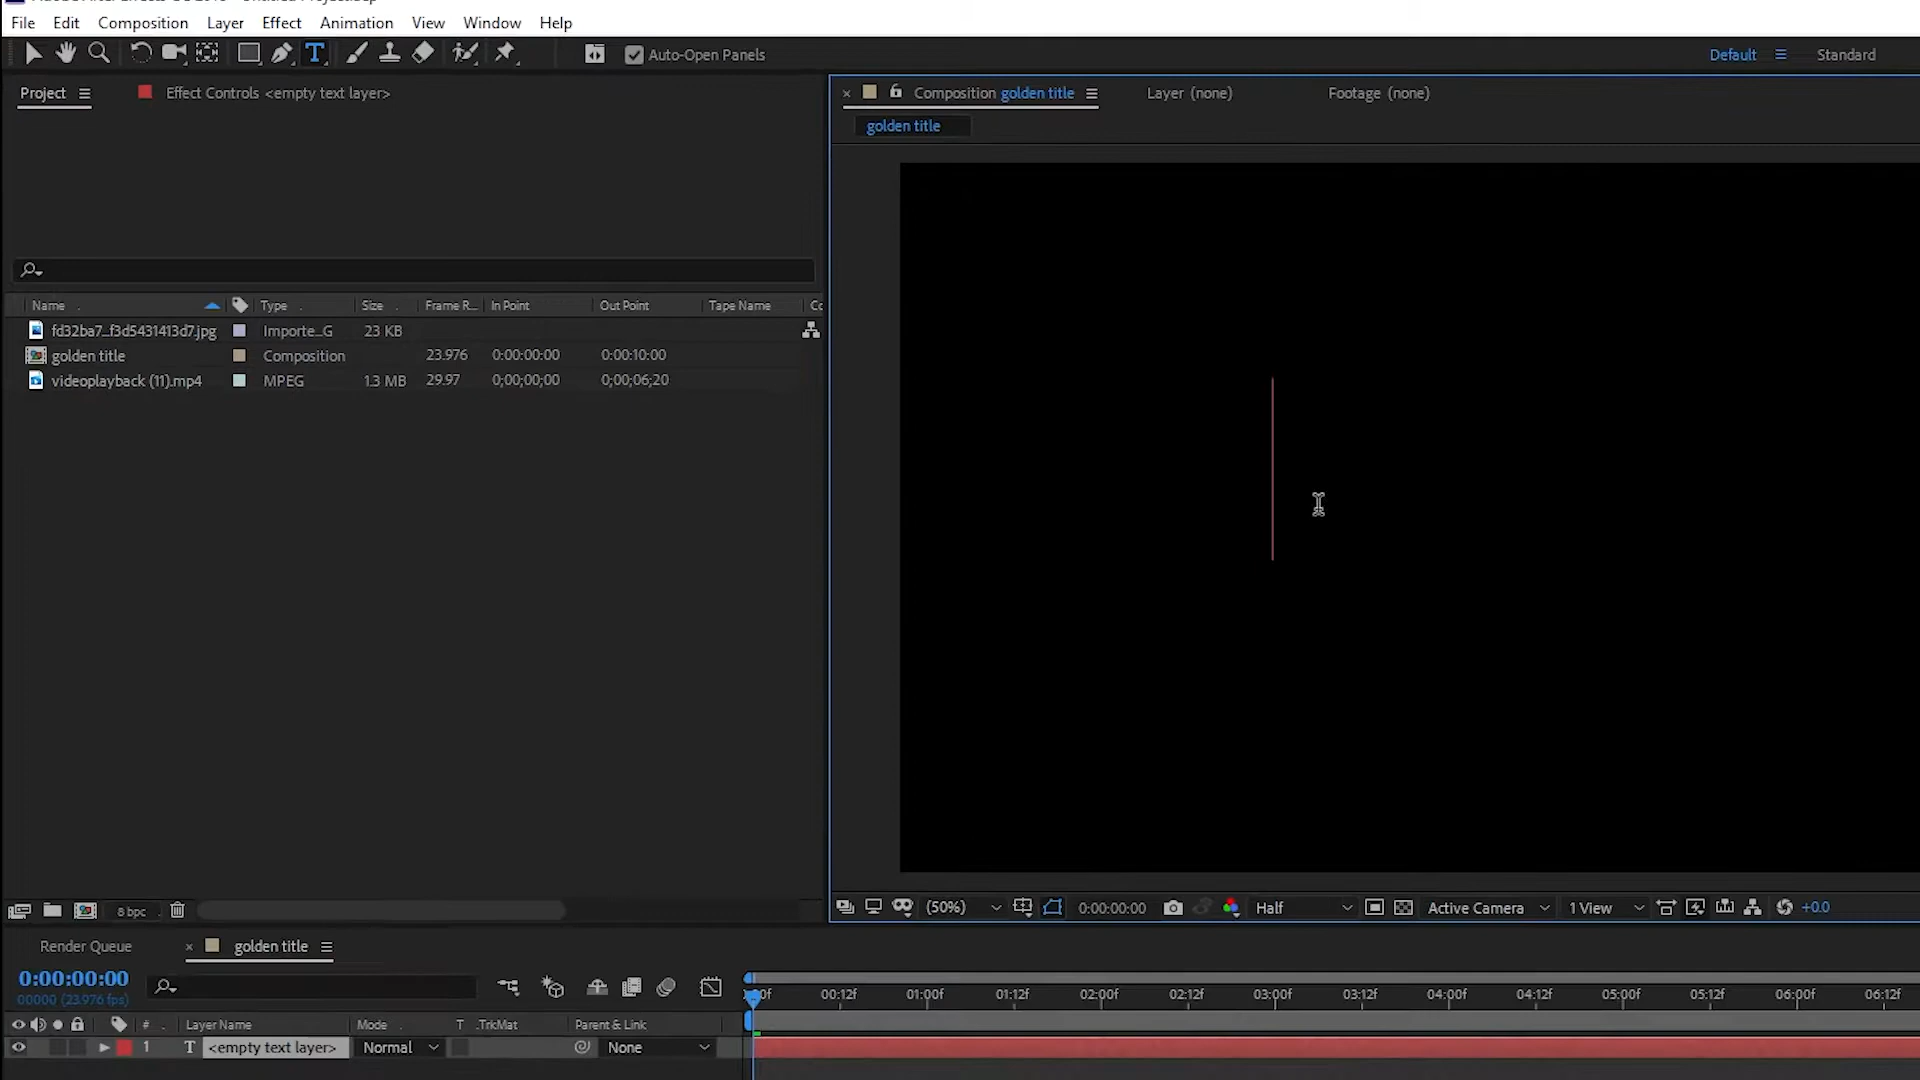 File Edit Composition Layer Effect Animation View Window Help
Auto-Open Panels Default Standard
Project Effect Controls <empty text layer> Composition golden title Layer (none) Footage (none)
golden title
Name Type Size Frame R... In Point Out Point Tape Name Co
fd32ba7_f3d5431413d7.jpg Importe_G 23 KB
golden title Composition 23.976 0:00:00:00 0:00:10:00
videoplayback (11).mp4 MPEG 1.3 MB 29.97 0;00;00;00 0;00;06;20
8 bpc (50%) 0:00:00:00 Half Active Camera 1 View +0.0
Render Queue golden title
0:00:00:00
00000 (23.976 fps)
00:12f 01:00f 01:12f 02:00f 02:12f 03:00f 03:12f 04:00f 04:12f 05:00f 05:12f 06:00f 06:12f
# Layer Name Mode T .TrkMat Parent & Link
1 T <empty text layer> Normal None